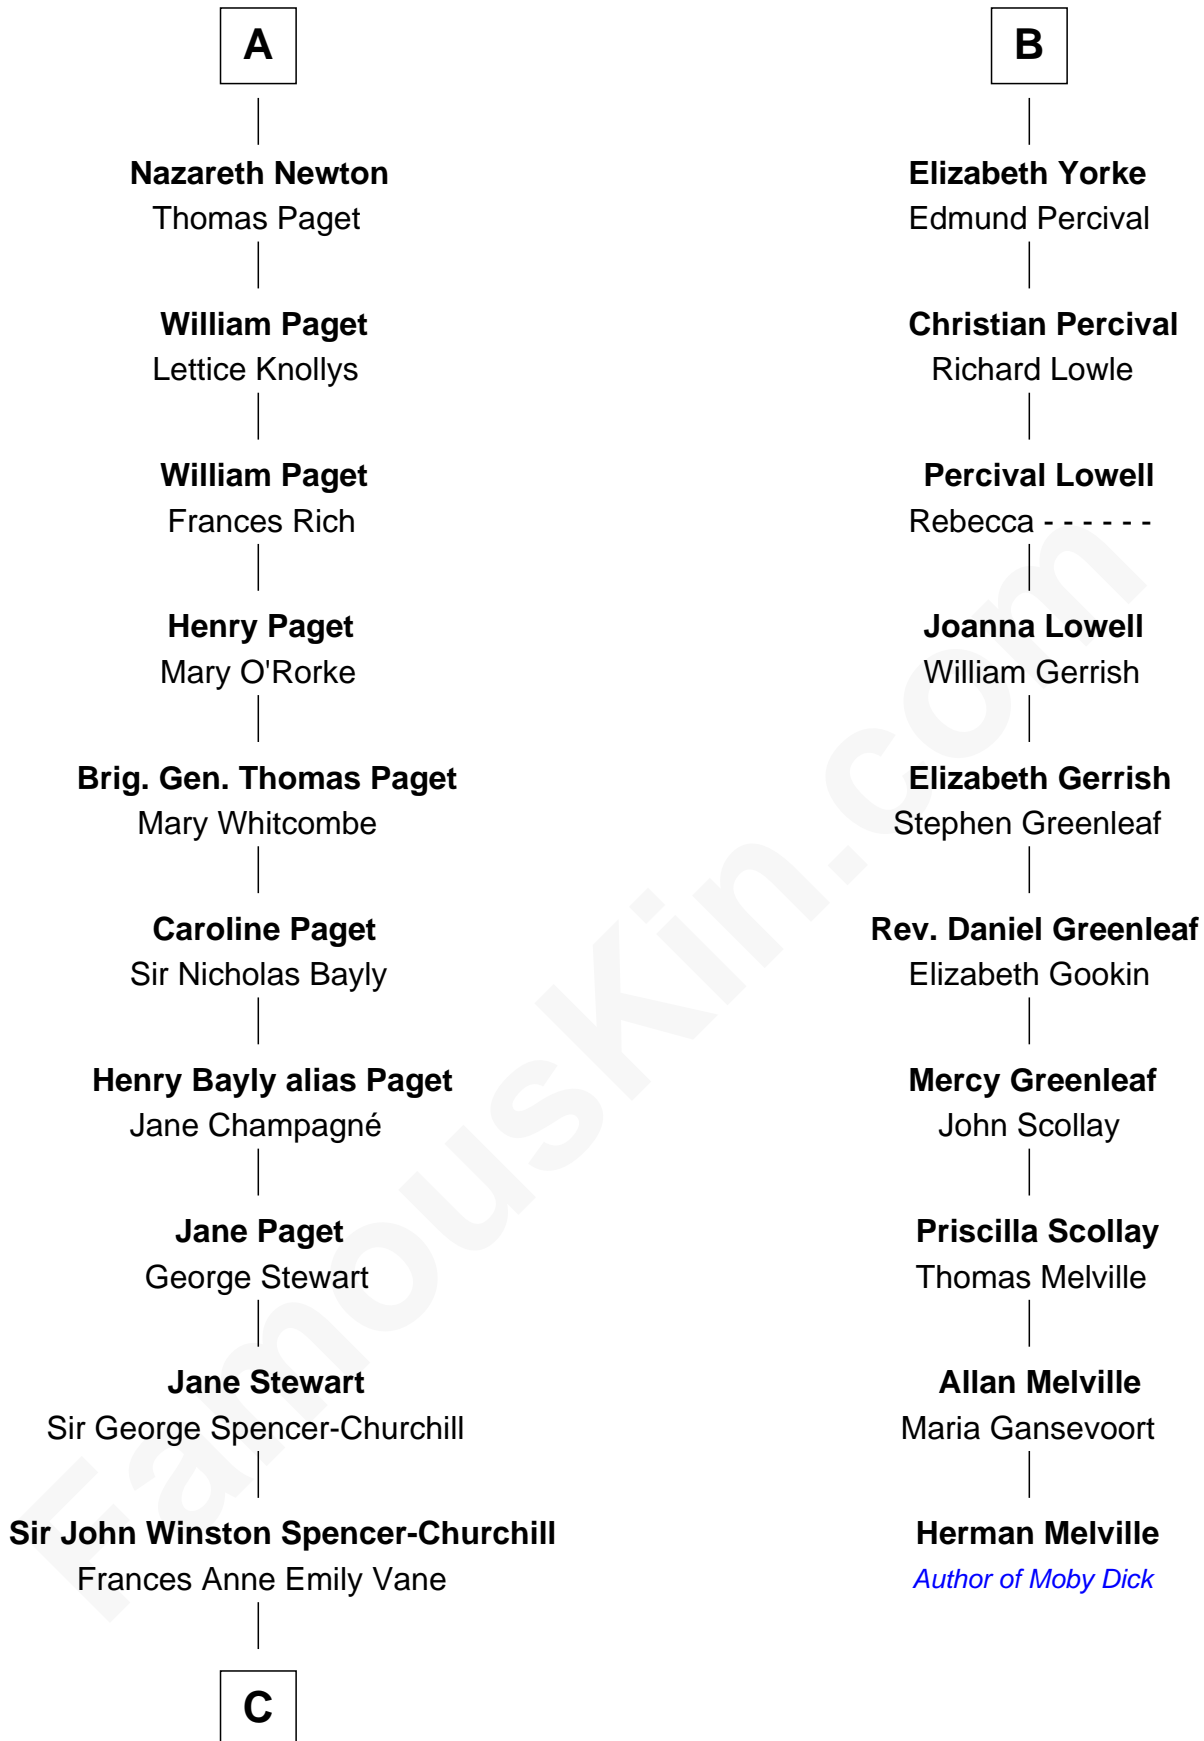 A
Nazareth Newton
Thomas Paget
William Paget
Lettice Knollys
William Paget
Frances Rich
Henry Paget
Mary O'Rorke
Brig. Gen. Thomas Paget
Mary Whitcombe
Caroline Paget
Sir Nicholas Bayly
Henry Bayly alias Paget
Jane Champagné
Jane Paget
George Stewart
Jane Stewart
Sir George Spencer-Churchill
Sir John Winston Spencer-Churchill
Frances Anne Emily Vane
C
B
Elizabeth Yorke
Edmund Percival
Christian Percival
Richard Lowle
Percival Lowell
Rebecca - - - - - -
Joanna Lowell
William Gerrish
Elizabeth Gerrish
Stephen Greenleaf
Rev. Daniel Greenleaf
Elizabeth Gookin
Mercy Greenleaf
John Scollay
Priscilla Scollay
Thomas Melville
Allan Melville
Maria Gansevoort
Herman Melville
Author of Moby Dick
FamousKin.com